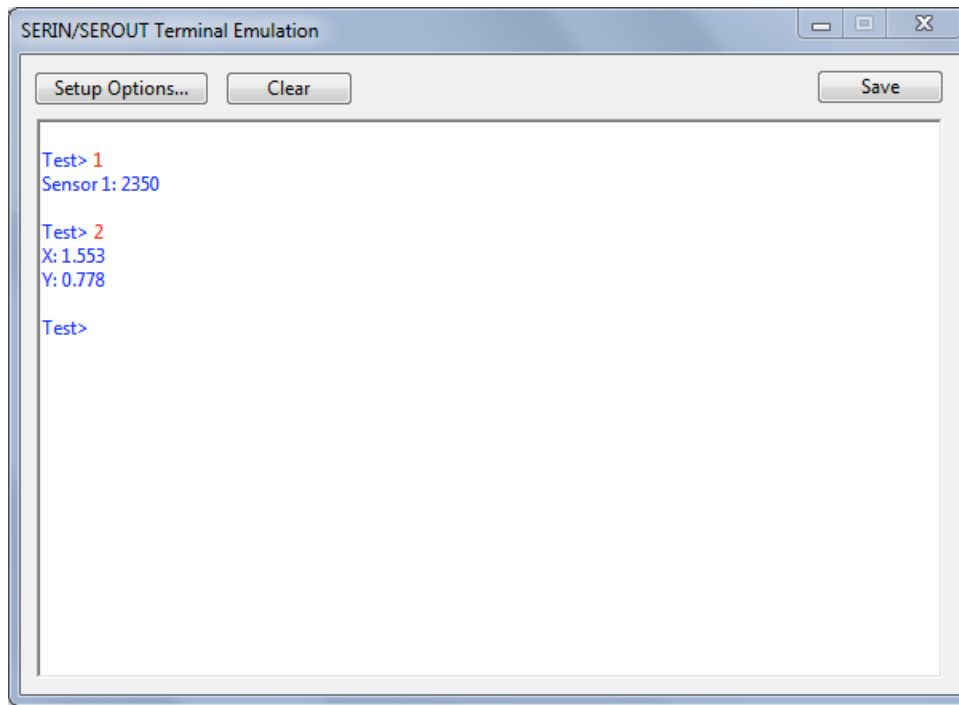 SERIN/SEROUT Terminal Emulation
Setup Options... Clear Save
Test> 1
Sensor 1: 2350
Test> 2
X: 1.553
Y: 0.778
Test>